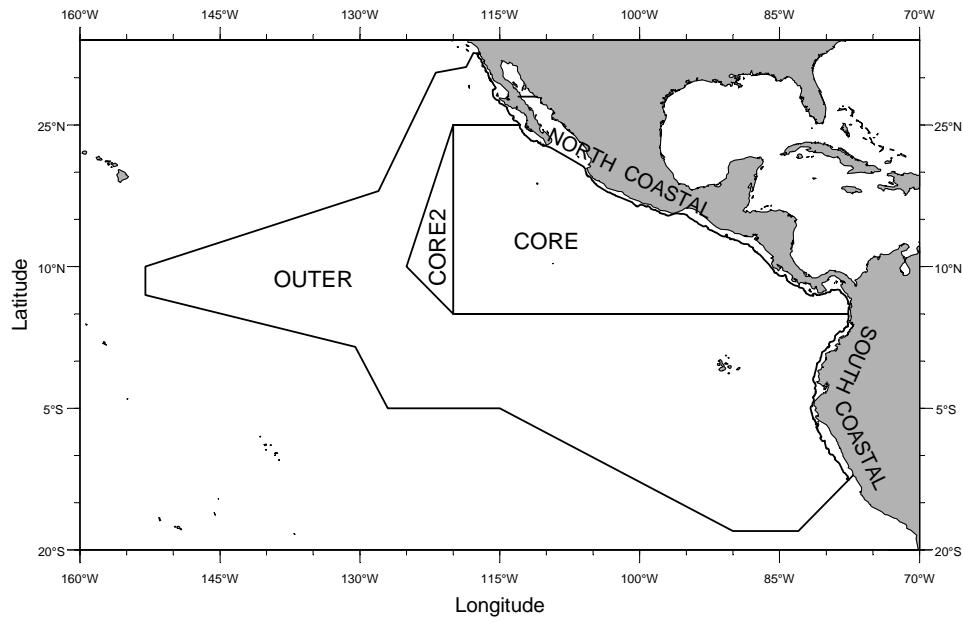 160°W 145°W 130°W 115°W 100°W 85°W 70°W
25°N 25°N
NORTH COASTAL
CORE2
CORE
10°N 10°N
OUTER
Latitude
SOUTH COASTAL
5°S 5°S
20°S 20°S
160°W 145°W 130°W 115°W 100°W 85°W 70°W
Longitude